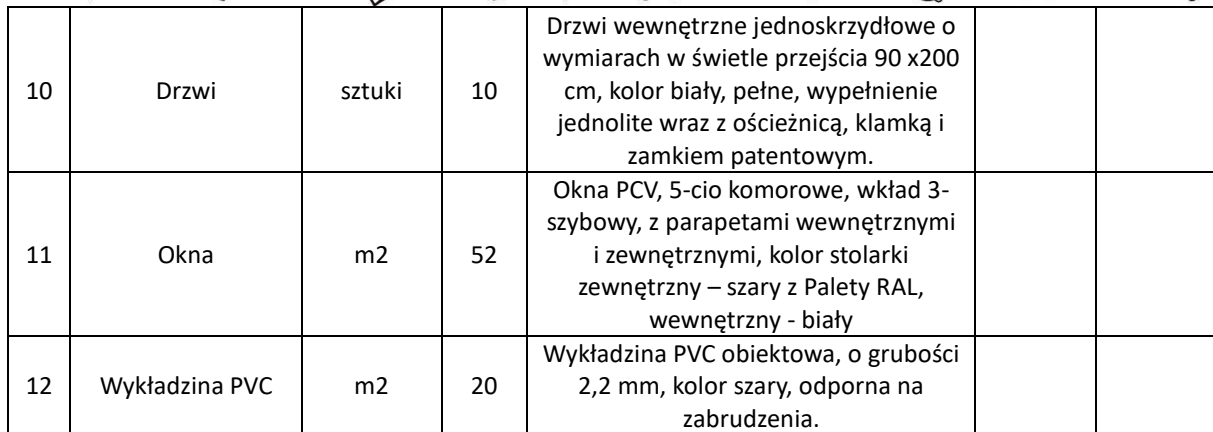 Drzwi wewnętrzne jednoskrzydłowe o
wymiarach w świetle przejścia 90 x200
10 Drzwi sztuki 10 cm, kolor biały, pełne, wypełnienie
jednolite wraz z ościeżnicą, klamką i
zamkiem patentowym.
Okna PCV, 5-cio komorowe, wkład 3-
szybowy, z parapetami wewnętrznymi
11 Okna m2 52 i zewnętrznymi, kolor stolarki
zewnętrzny – szary z Palety RAL,
wewnętrzny - biały
Wykładzina PVC obiektowa, o grubości
12 Wykładzina PVC m2 20 2,2 mm, kolor szary, odporna na
zabrudzenia.